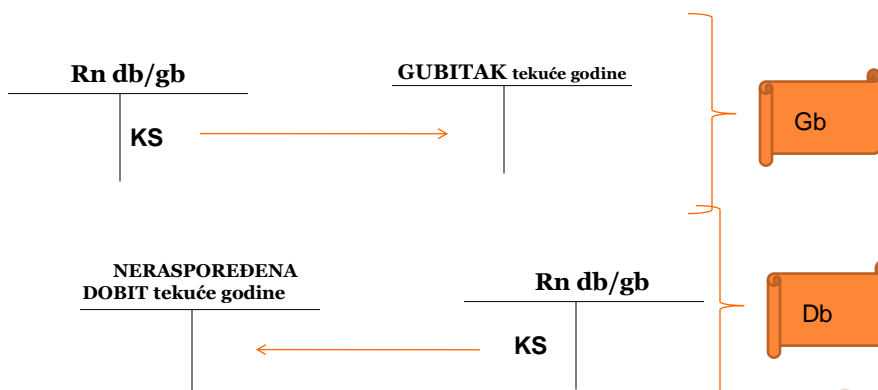 Rn db/gb
GUBITAK tekuće godine
KS
Gb
NERASPOREĐENA
DOBIT tekuće godine
Rn db/gb
KS
Db